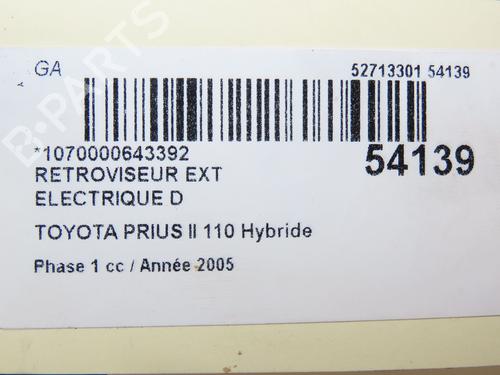 GA
52713301 54139
*1070000643392
54139
RETROVISEUR EXT
ELECTRIQUE D
TOYOTA PRIUS II 110 Hybride
Phase 1 cc / Année 2005
B-PARTS